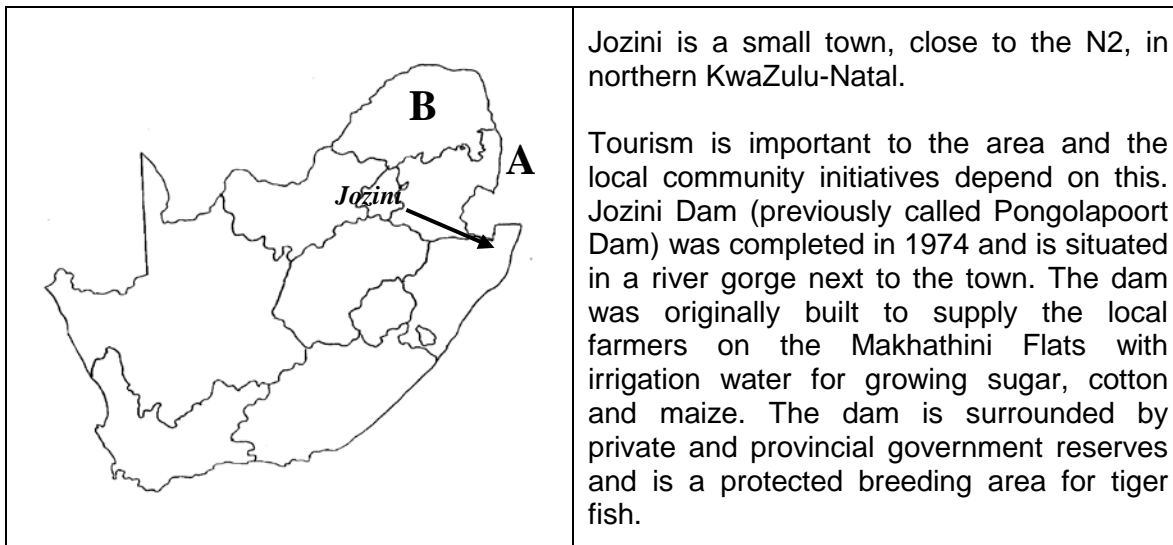 B
A
Jozini
Jozini is a small town, close to the N2, in
northern KwaZulu-Natal.
Tourism is important to the area and the
local community initiatives depend on this.
Jozini Dam (previously called Pongolapoort
Dam) was completed in 1974 and is situated
in a river gorge next to the town. The dam
was originally built to supply the local
farmers on the Makhathini Flats with
irrigation water for growing sugar, cotton
and maize. The dam is surrounded by
private and provincial government reserves
and is a protected breeding area for tiger
fish.